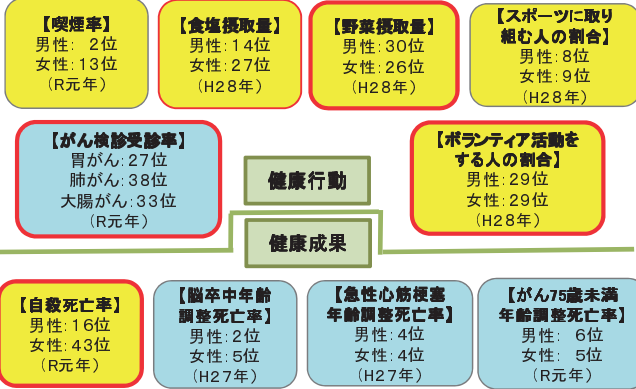 【喫煙率】
男性： 2位
女性：13位
（R元年）
【食塩摂取量】
男性：14位
女性：27位
（H28年）
【野菜摂取量】
男性：30位
女性：26位
（H28年）
【スポーツに取り
組む人の割合】
男性：8位
女性：9位
（H28年）
【がん検診受診率】
胃がん：27位
肺がん：38位
大腸がん：33位
（R元年）
健康行動
【ボランティア活動を
する人の割合】
男性：29位
女性：29位
（H28年）
健康成果
【自殺死亡率】
男性：16位
女性：43位
（R元年）
【脳卒中年齢
調整死亡率】
男性：2位
女性：5位
（H27年）
【急性心筋梗塞
年齢調整死亡率】
男性：4位
女性：4位
（H27年）
【がん75歳未満
年齢調整死亡率】
男性： 6位
女性： 5位
（R元年）